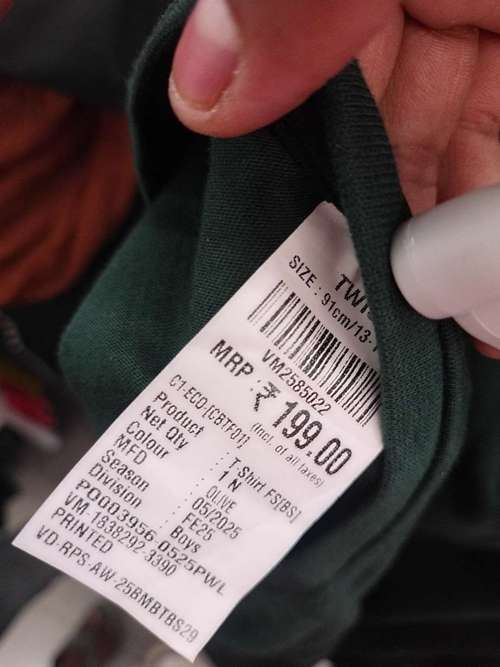 SIZE : 91cm/13-
VM2585022
MRP : ₹ 199.00
(Incl. of all taxes)
C1-ECO-[CBTF01]
Product : T-Shirt FS[BS]
Net Qty : 1 N
Colour : OLIVE
MFD : 05/2025
Season : FE25
Division : Boys
PO003956-0525PWL
VM-1838292-3390
PRINTED
VD-RPS-AW-25BMBTBS29